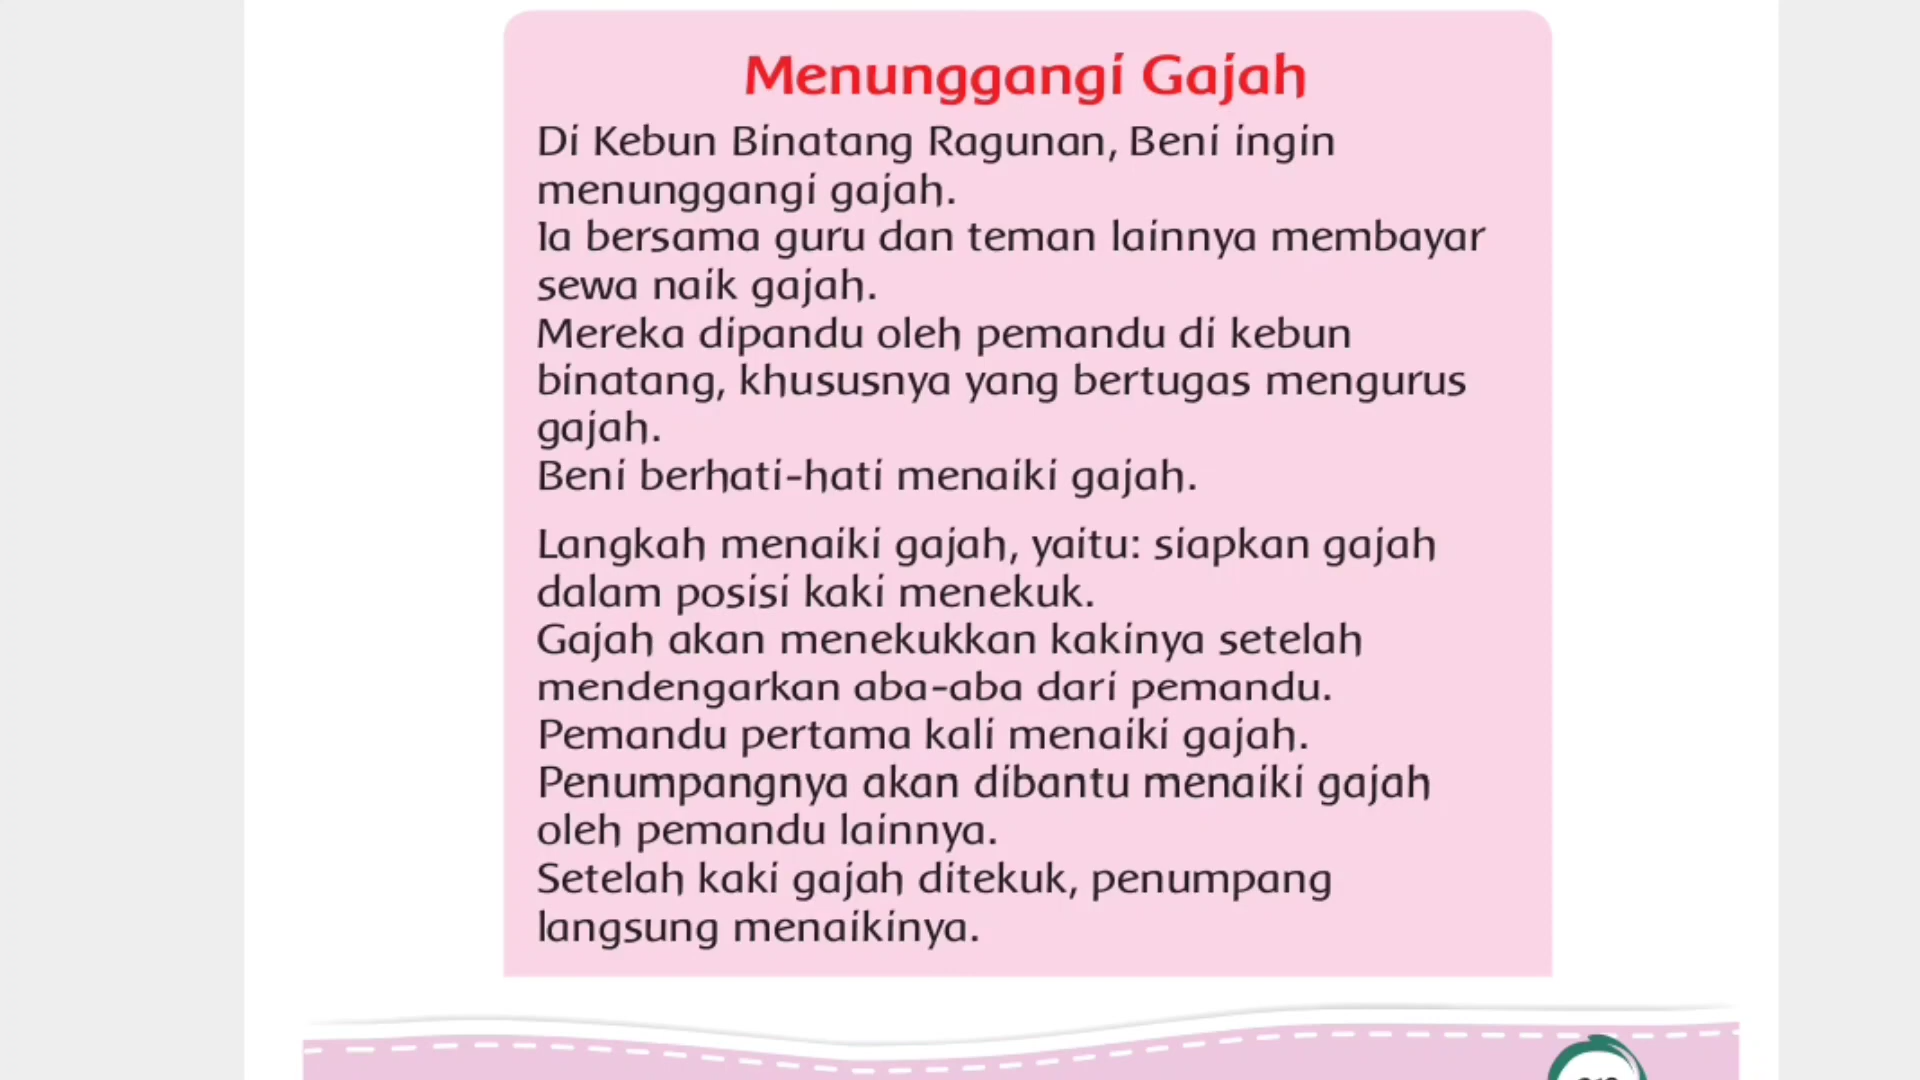 Menunggangi Gajah
Di Kebun Binatang Ragunan, Beni ingin
menunggangi gajah.
Ia bersama guru dan teman lainnya membayar
sewa naik gajah.
Mereka dipandu oleh pemandu di kebun
binatang, khususnya yang bertugas mengurus
gajah.
Beni berhati-hati menaiki gajah.
Langkah menaiki gajah, yaitu: siapkan gajah
dalam posisi kaki menekuk.
Gajah akan menekukkan kakinya setelah
mendengarkan aba-aba dari pemandu.
Pemandu pertama kali menaiki gajah.
Penumpangnya akan dibantu menaiki gajah
oleh pemandu lainnya.
Setelah kaki gajah ditekuk, penumpang
langsung menaikinya.